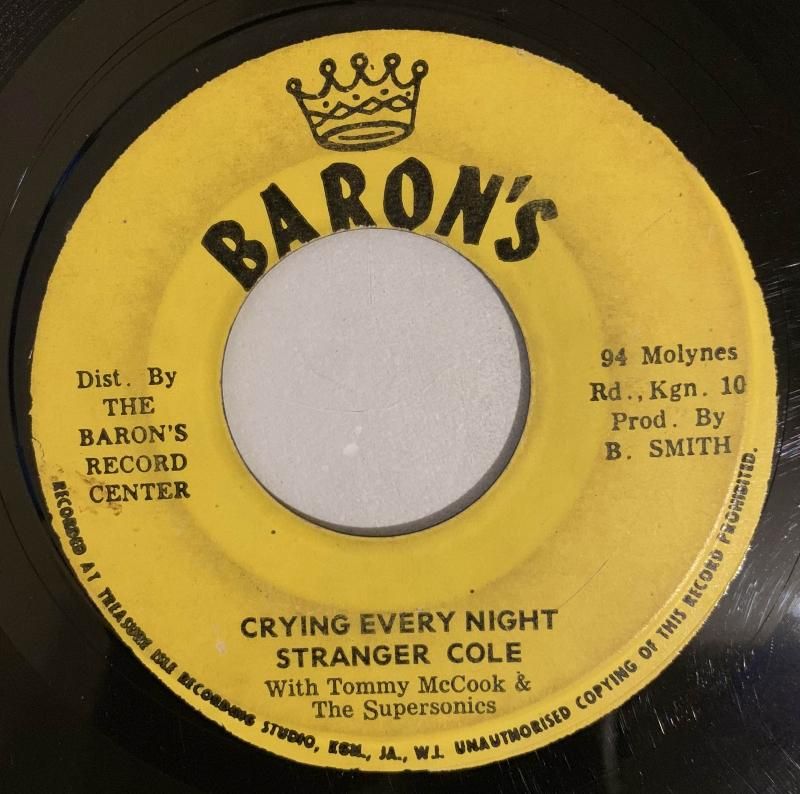 BARON'S
Dist. By
THE
BARON'S
RECORD
CENTER
94 Molynes
Rd., Kgn. 10
Prod. By
B. SMITH
CRYING EVERY NIGHT
STRANGER COLE
With Tommy McCook &
The Supersonics
RECORDED AT TREASURE ISLE RECORDING STUDIO, KGN., JA., W.I. UNAUTHORISED COPYING OF THIS RECORD PROHIBITED.